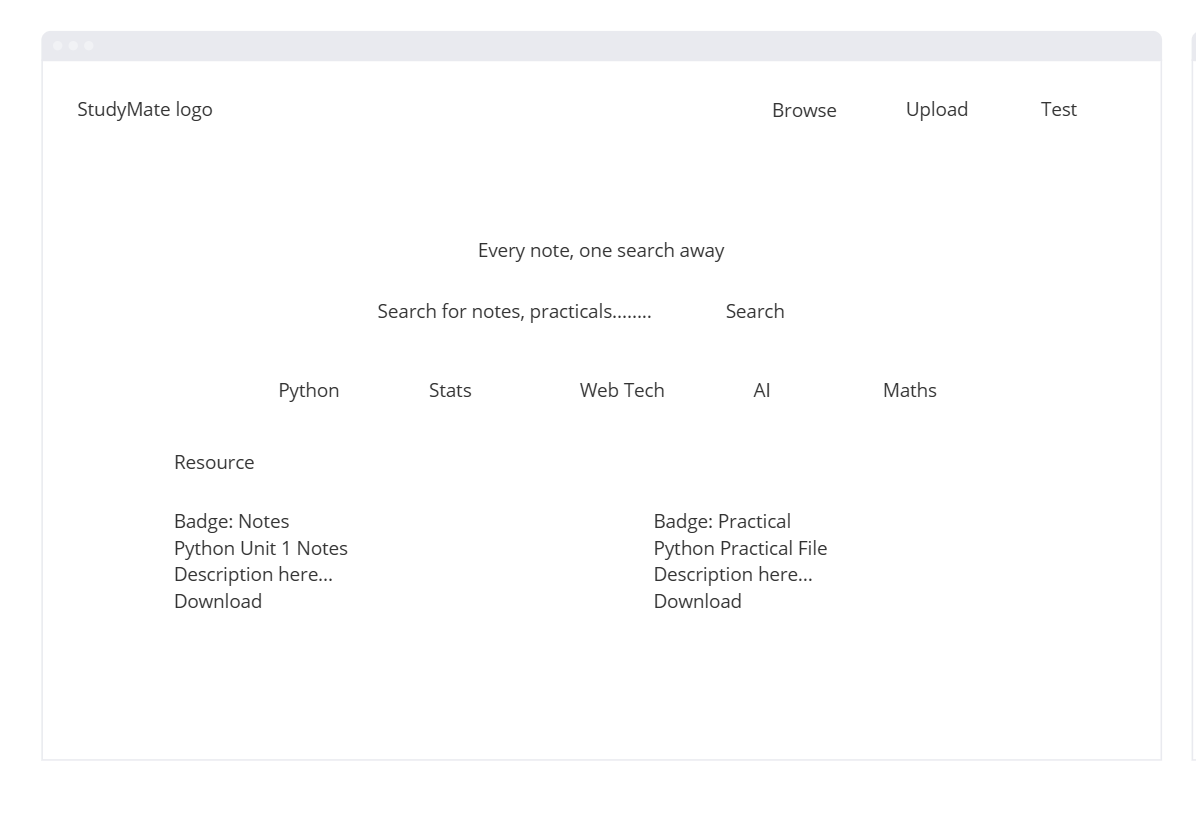 StudyMate logo
Browse Upload Test
Every note, one search away
Search for notes, practicals........ Search
Python Stats Web Tech AI Maths
Resource
Badge: Notes
Python Unit 1 Notes
Description here...
Download
Badge: Practical
Python Practical File
Description here...
Download